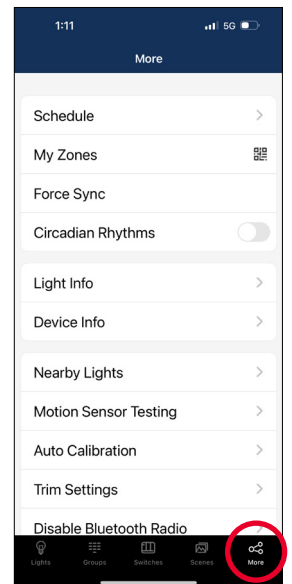 1:11 5G
More
Schedule
My Zones
Force Sync
Circadian Rhythms
Light Info
Device Info
Nearby Lights
Motion Sensor Testing
Auto Calibration
Trim Settings
Disable Bluetooth Radio
Lights Groups Switches Scenes More